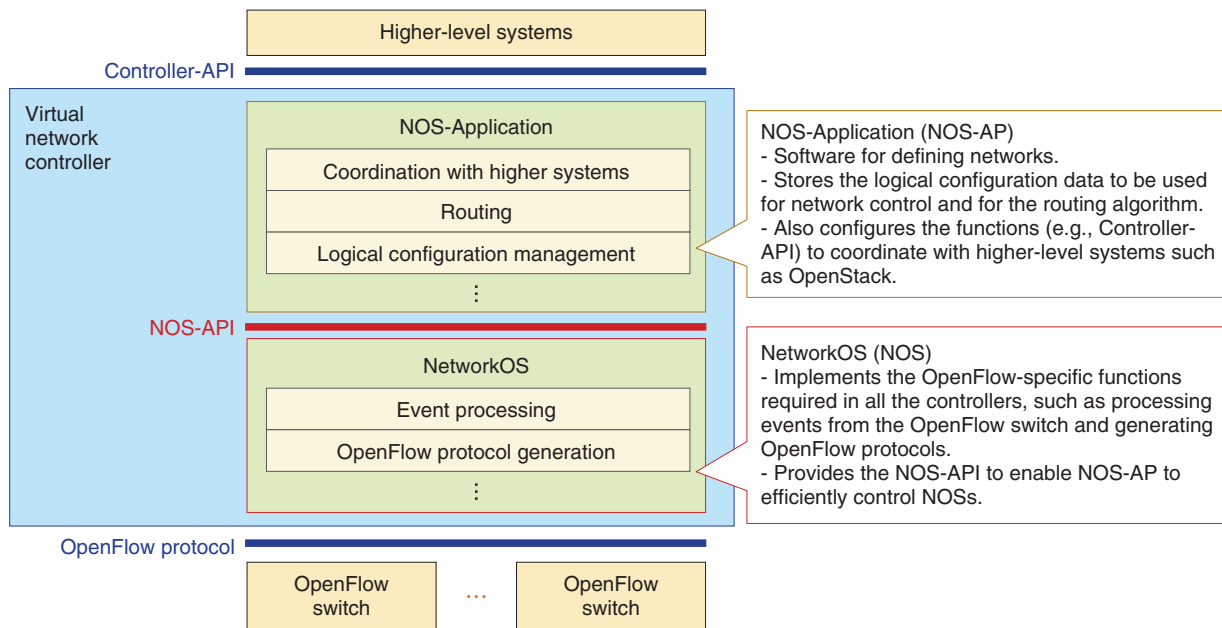 Higher-level systems
Controller-API
Virtual
network
controller
NOS-Application
Coordination with higher systems
Routing
Logical configuration management
⋮
NOS-API
NetworkOS
Event processing
OpenFlow protocol generation
⋮
OpenFlow protocol
OpenFlow
switch
...
OpenFlow
switch
NOS-Application (NOS-AP)
- Software for defining networks.
- Stores the logical configuration data to be used
for network control and for the routing algorithm.
- Also configures the functions (e.g., Controller-
API) to coordinate with higher-level systems such
as OpenStack.
NetworkOS (NOS)
- Implements the OpenFlow-specific functions
required in all the controllers, such as processing
events from the OpenFlow switch and generating
OpenFlow protocols.
- Provides the NOS-API to enable NOS-AP to
efficiently control NOSs.